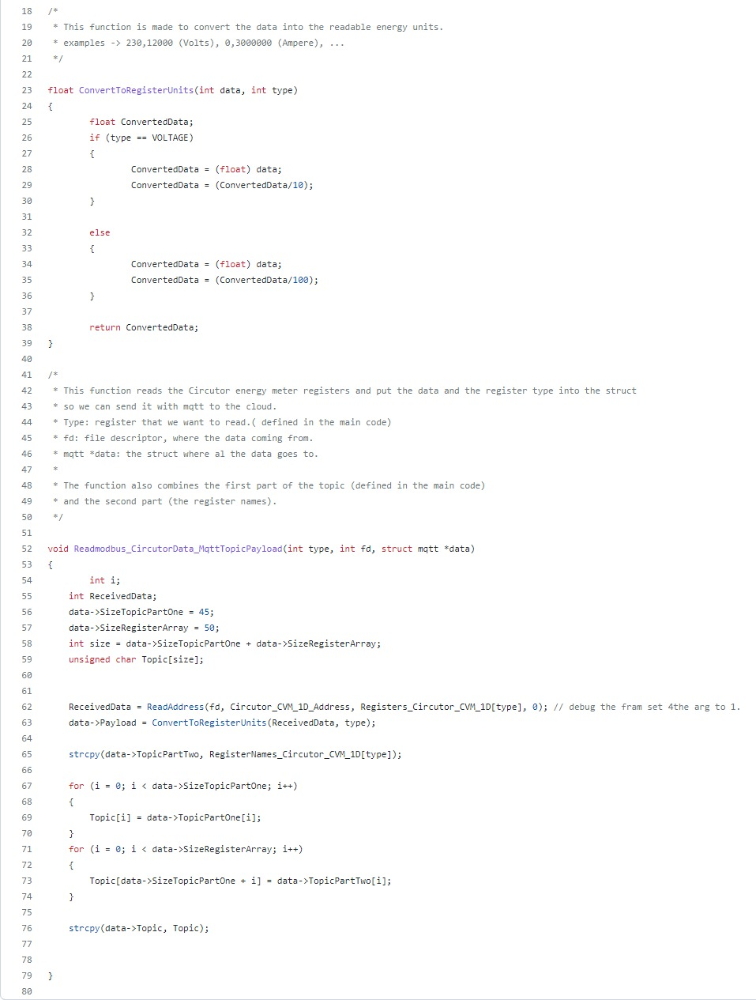 18 /*
19  * This function is made to convert the data into the readable energy units.
20  * examples -> 230,12000 (Volts), 0,3000000 (Ampere), ...
21  */
22
23 float ConvertToRegisterUnits(int data, int type)
24 {
25         float ConvertedData;
26         if (type == VOLTAGE)
27         {
28                 ConvertedData = (float) data;
29                 ConvertedData = (ConvertedData/10);
30         }
31
32         else
33         {
34                 ConvertedData = (float) data;
35                 ConvertedData = (ConvertedData/100);
36         }
37
38         return ConvertedData;
39 }
40
41 /*
42  * This function reads the Circutor energy meter registers and put the data and the register type into the struct
43  * so we can send it with mqtt to the cloud.
44  * Type: register that we want to read.( defined in the main code)
45  * fd: file descriptor, where the data coming from.
46  * mqtt *data: the struct where al the data goes to.
47  *
48  * The function also combines the first part of the topic (defined in the main code)
49  * and the second part (the register names).
50  */
51
52 void Readmodbus_CircutorData_MqttTopicPayload(int type, int fd, struct mqtt *data)
53 {
54         int i;
55     int ReceivedData;
56     data->SizeTopicPartOne = 45;
57     data->SizeRegisterArray = 50;
58     int size = data->SizeTopicPartOne + data->SizeRegisterArray;
59     unsigned char Topic[size];
60
61
62     ReceivedData = ReadAddress(fd, Circutor_CVM_1D_Address, Registers_Circutor_CVM_1D[type], 0); // debug the fram set 4the arg to 1.
63     data->Payload = ConvertToRegisterUnits(ReceivedData, type);
64
65     strcpy(data->TopicPartTwo, RegisterNames_Circutor_CVM_1D[type]);
66
67     for (i = 0; i < data->SizeTopicPartOne; i++)
68     {
69         Topic[i] = data->TopicPartOne[i];
70     }
71     for (i = 0; i < data->SizeRegisterArray; i++)
72     {
73         Topic[data->SizeTopicPartOne + i] = data->TopicPartTwo[i];
74     }
75
76     strcpy(data->Topic, Topic);
77
78
79 }
80